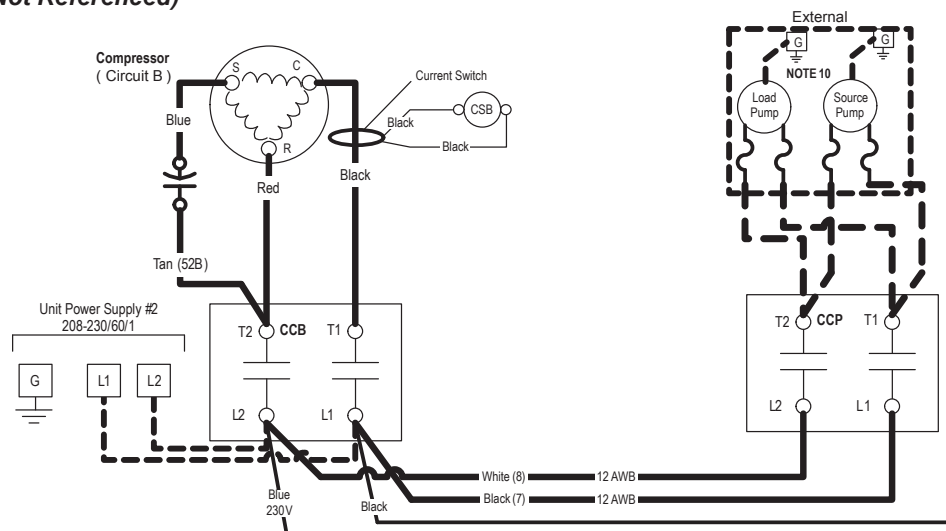 Not Referenced)
External
Compressor
( Circuit B )
S
C
R
Current Switch
CSB
Black
Black
Blue
Red
Black
Tan (52B)
G
G
NOTE 10
Load
Pump
Source
Pump
Unit Power Supply #2
208-230/60/1
G
L1
L2
T2
CCB
T1
L2
L1
T2
CCP
T1
L2
L1
White (8)
12 AWB
Black (7)
12 AWB
Blue
230V
Black